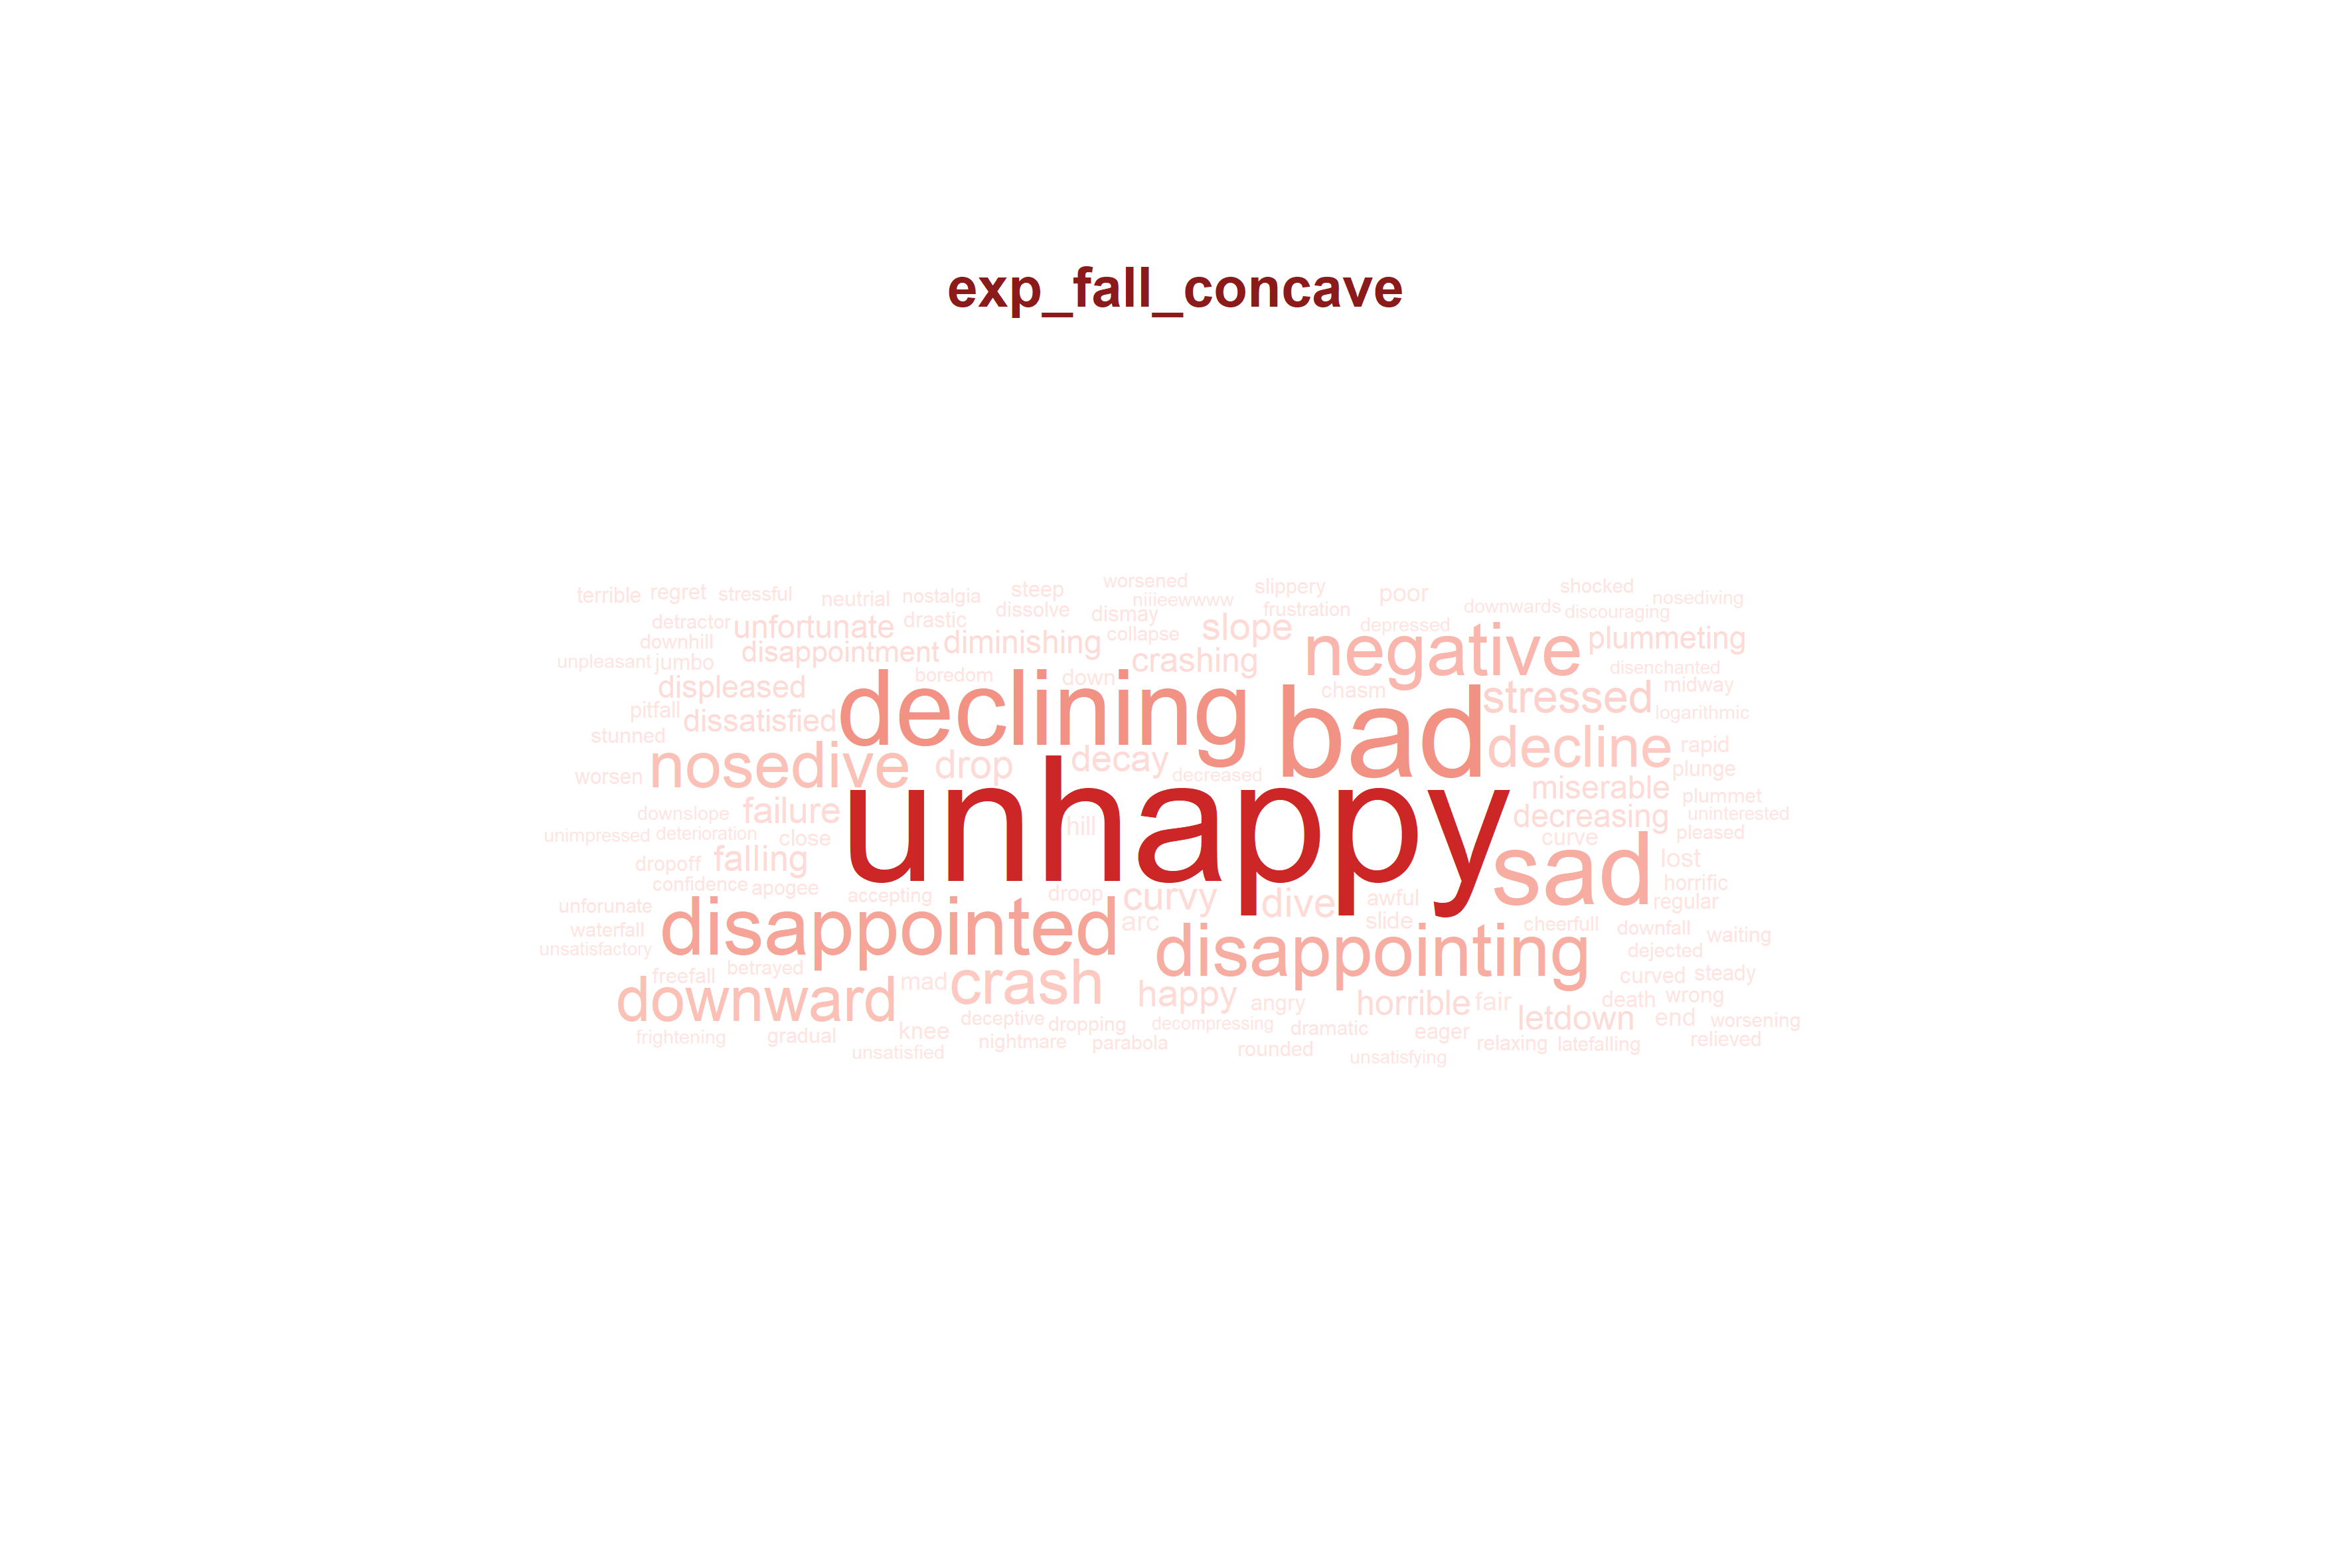 exp_fall_concave
worsened
terrible regret stressful neutrial nostalgia steep niiieewwww slippery frustration poor downwards shocked nosediving
dissolve dismay discouraging
detractor unfortunate drastic diminishing collapse slope depressed negative plummeting
downhill disappointment crashing
unpleasant jumbo boredom down disenchanted
displeased declining chasm bad stressed midway
pitfall dissatisfied logarithmic
stunned nosedive drop decay decline rapid
worsen decreased miserable plunge
downslope failure unhappy hill decreasing plummet uninterested
unimpressed deterioration close curve pleased
dropoff falling sad lost
confidence apogee accepting droop curvy dive awful horrific
unforunate disappointed arc slide regular
waterfall disappointing cheerfull downfall waiting
unsatisfactory dejected
freefall betrayed mad crash curved steady
downward happy angry horrible fair death wrong
frightening gradual knee deceptive dropping decompressing dramatic eager letdown end worsening
nightmare parabola relaxing latefalling relieved
unsatisfied rounded unsatisfying